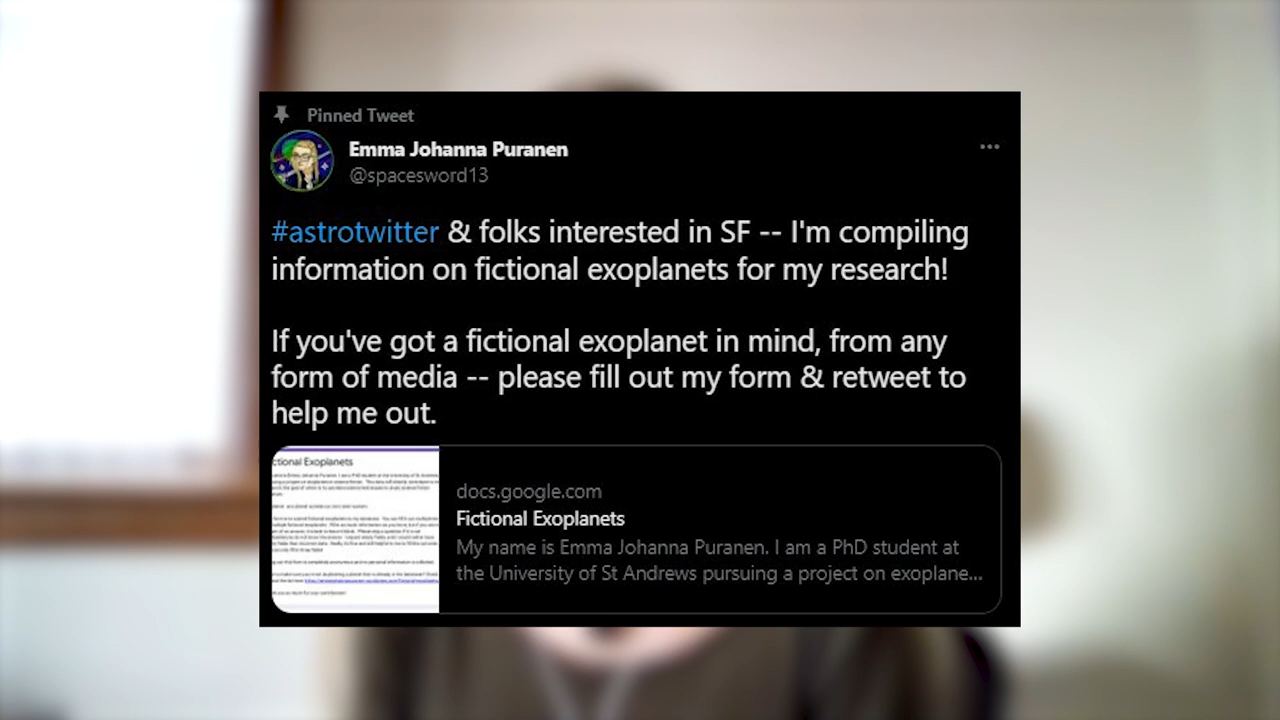 Pinned Tweet
Emma Johanna Puranen
@spacesword13
#astrotwitter & folks interested in SF -- I'm compiling
information on fictional exoplanets for my research!
If you've got a fictional exoplanet in mind, from any
form of media -- please fill out my form & retweet to
help me out.
ctional Exoplanets
docs.google.com
Fictional Exoplanets
My name is Emma Johanna Puranen. I am a PhD student at
the University of St Andrews pursuing a project on exoplane...